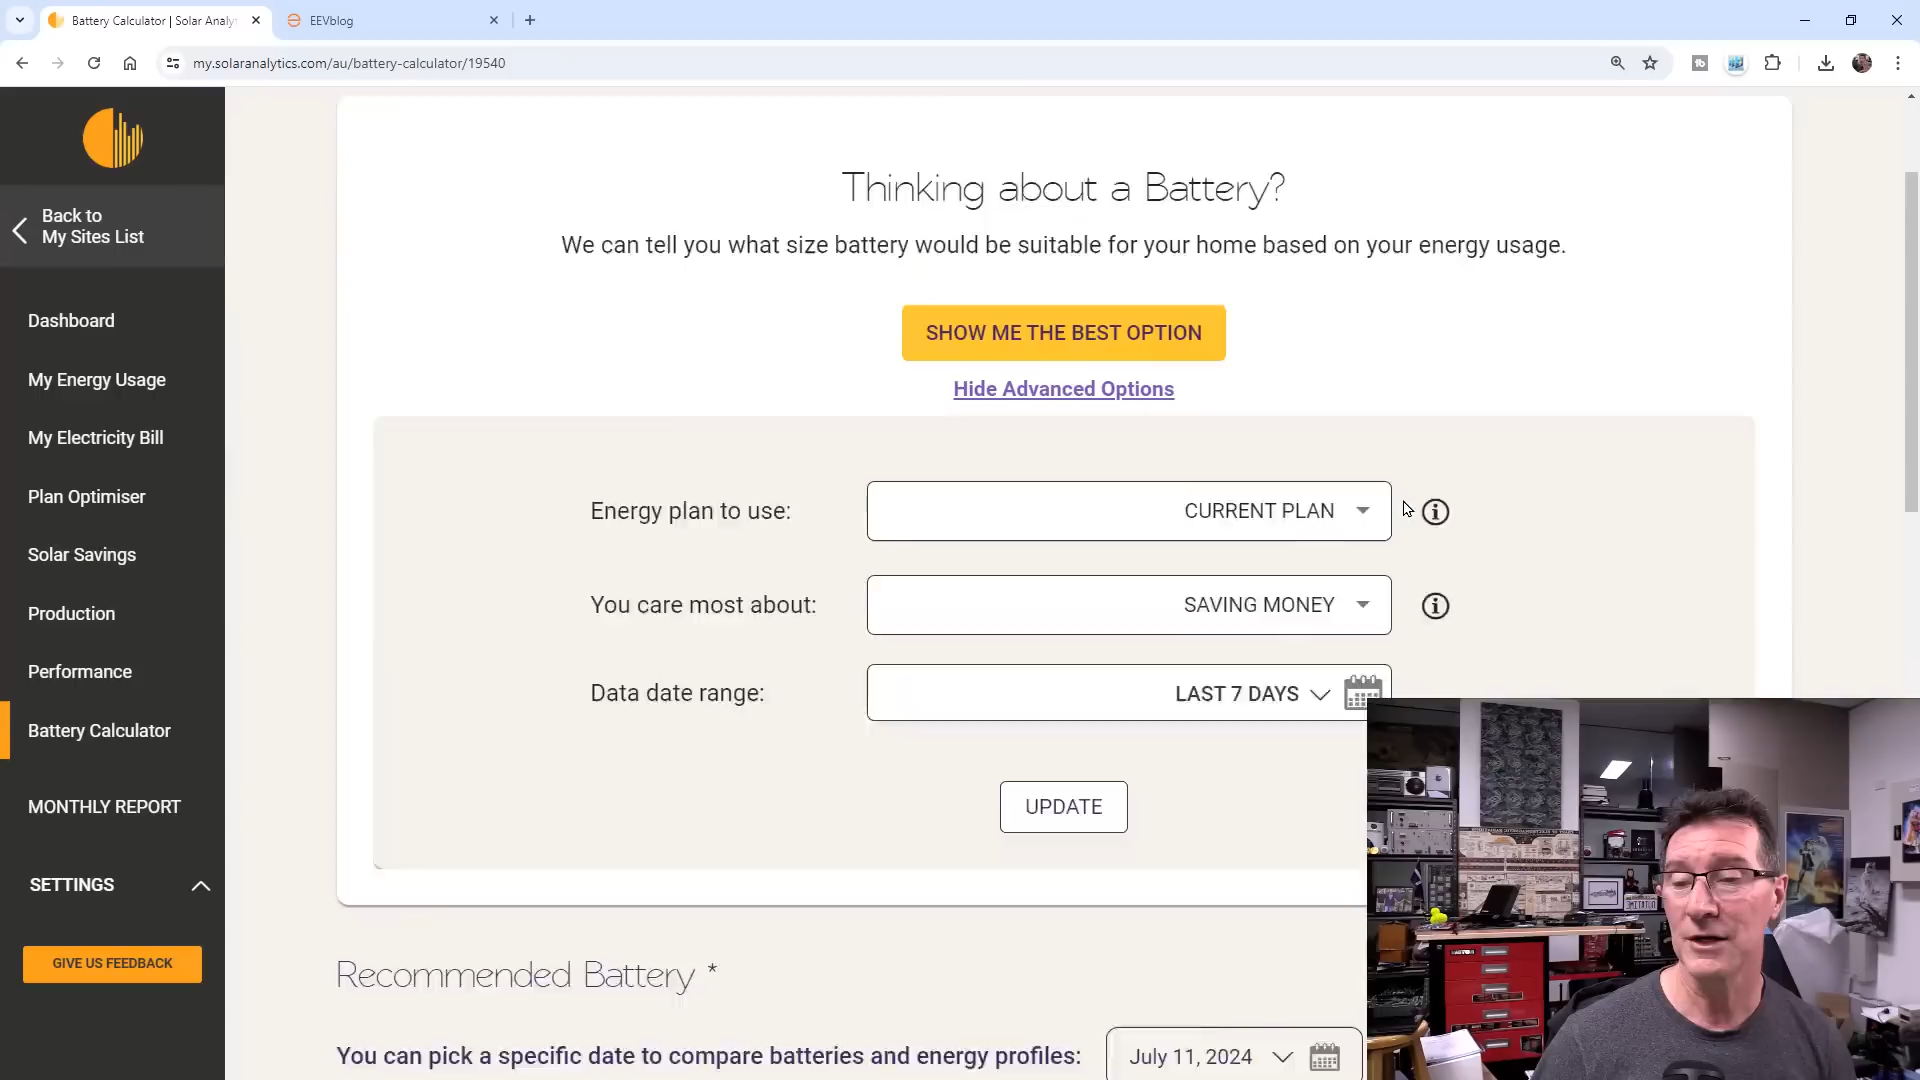 Battery Calculator | Solar Analy
EEVblog
my.solaranalytics.com/au/battery-calculator/19540
Back to
My Sites List
Dashboard
My Energy Usage
My Electricity Bill
Plan Optimiser
Solar Savings
Production
Performance
Battery Calculator
MONTHLY REPORT
SETTINGS
GIVE US FEEDBACK
Thinking about a Battery?
We can tell you what size battery would be suitable for your home based on your energy usage.
SHOW ME THE BEST OPTION
Hide Advanced Options
Energy plan to use:
CURRENT PLAN
You care most about:
SAVING MONEY
Data date range:
LAST 7 DAYS
UPDATE
Recommended Battery *
You can pick a specific date to compare batteries and energy profiles:
July 11, 2024